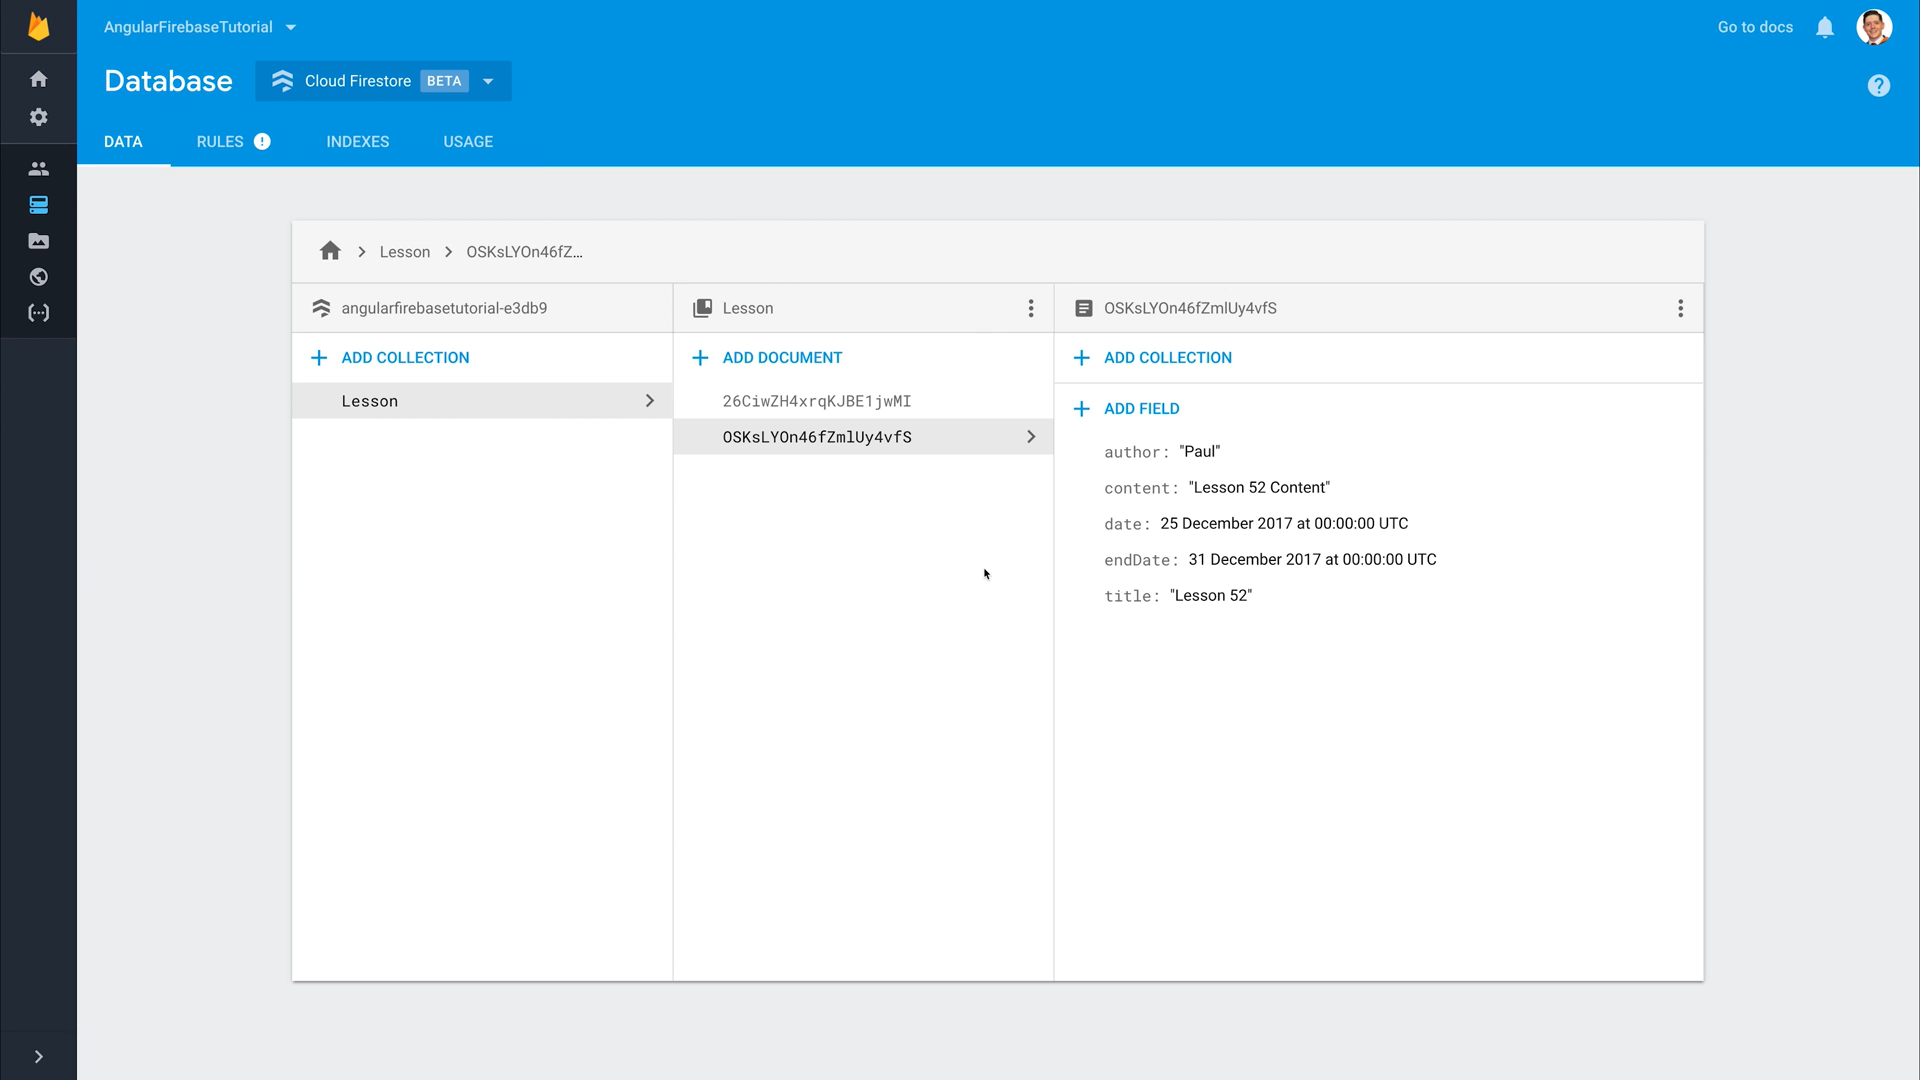 AngularFirebaseTutorial
Go to docs
Database
Cloud Firestore BETA
DATA
RULES
INDEXES
USAGE
Lesson
OSKsLYOn46fZ...
angularfirebasetutorial-e3db9
Lesson
OSKsLYOn46fZmlUy4vfS
ADD COLLECTION
Lesson
ADD DOCUMENT
26CiwZH4xrqKJBE1jwMI
OSKsLYOn46fZmlUy4vfS
ADD COLLECTION
ADD FIELD
author: "Paul"
content: "Lesson 52 Content"
date: 25 December 2017 at 00:00:00 UTC
endDate: 31 December 2017 at 00:00:00 UTC
title: "Lesson 52"